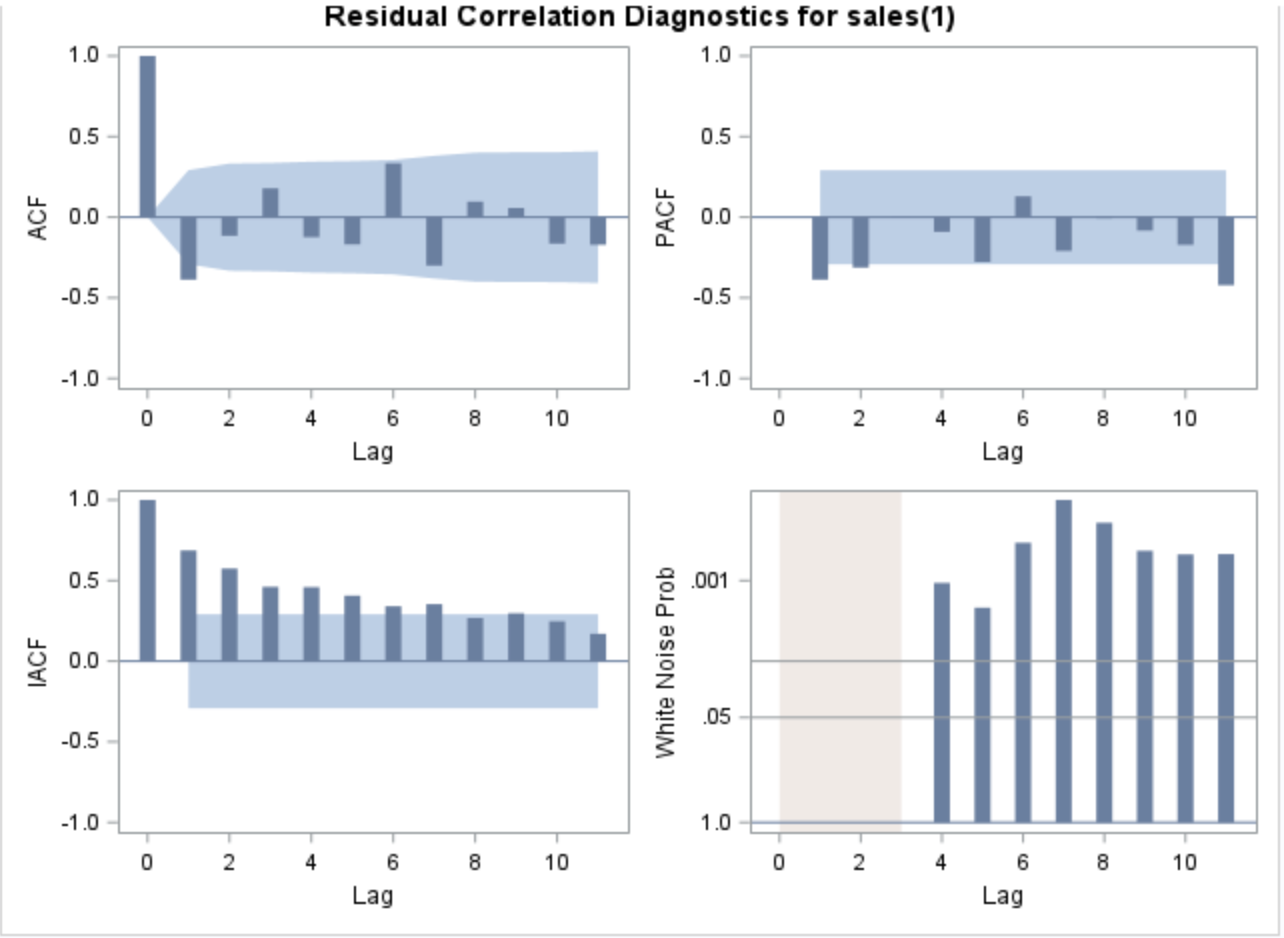 Residual Correlation Diagnostics for sales(1)
1.0
0.5
0.0
-0.5
-1.0
ACF
0 2 4 6 8 10
Lag
1.0
0.5
0.0
-0.5
-1.0
PACF
0 2 4 6 8 10
Lag
1.0
0.5
0.0
-0.5
-1.0
IACF
0 2 4 6 8 10
Lag
.001
.05
1.0
White Noise Prob
0 2 4 6 8 10
Lag